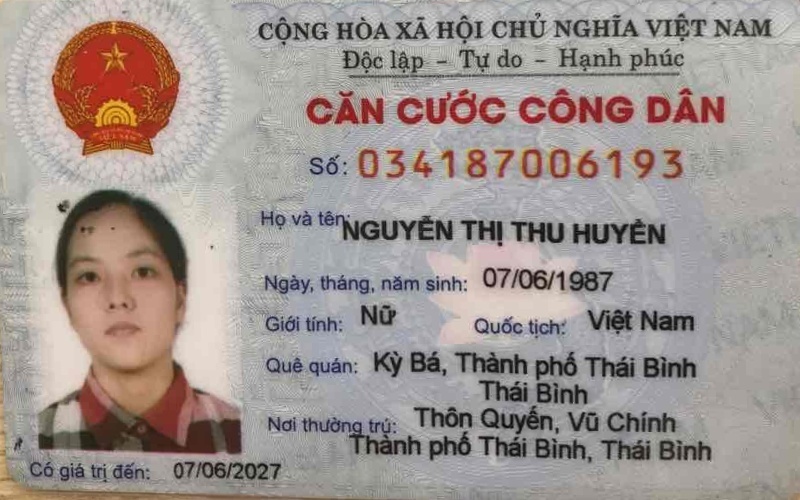 CỘNG HÒA XÃ HỘI CHỦ NGHĨA VIỆT NAM
Độc lập – Tự do – Hạnh phúc
CĂN CƯỚC CÔNG DÂN
Số: 034187006193
Họ và tên: NGUYỄN THỊ THU HUYỀN
Ngày, tháng, năm sinh: 07/06/1987
Giới tính: Nữ Quốc tịch: Việt Nam
Quê quán: Kỳ Bá, Thành phố Thái Bình
Thái Bình
Nơi thường trú: Thôn Quyến, Vũ Chính
Thành phố Thái Bình, Thái Bình
Có giá trị đến: 07/06/2027